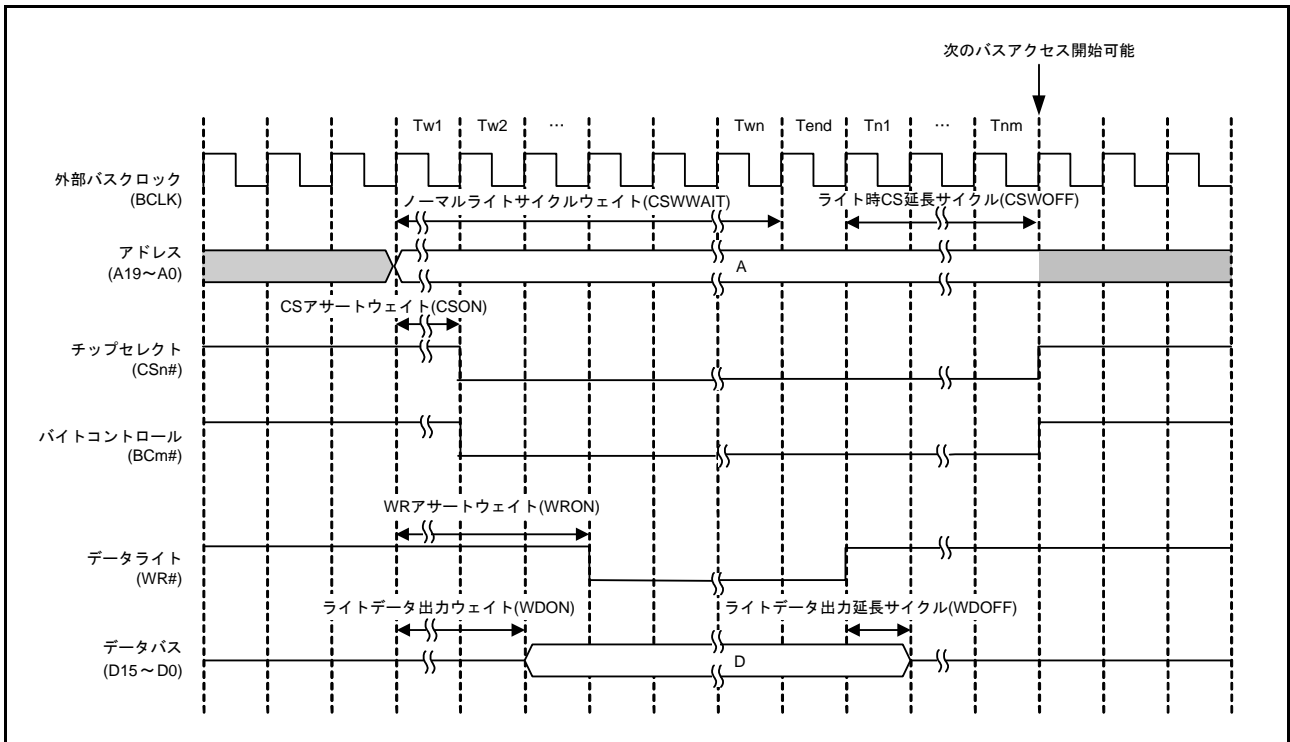 次のバスアクセス開始可能
Tw1 Tw2 … Twn Tend Tn1 … Tnm
外部バスクロック
(BCLK)
ノーマルライトサイクルウェイト(CSWWAIT)
ライト時CS延長サイクル(CSWOFF)
アドレス
(A19～A0)
A
CSアサートウェイト(CSON)
チップセレクト
(CSn#)
バイトコントロール
(BCm#)
WRアサートウェイト(WRON)
データライト
(WR#)
ライトデータ出力ウェイト(WDON)
ライトデータ出力延長サイクル(WDOFF)
データバス
(D15～D0)
D